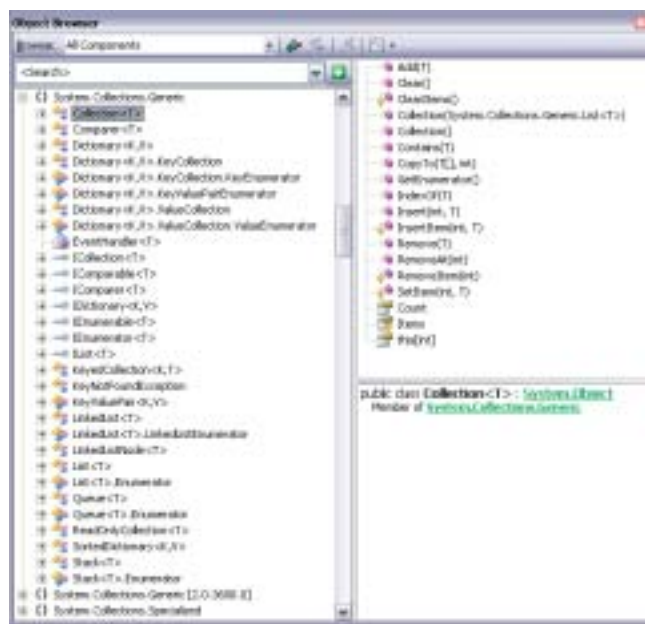 Object Browser
Browse: All Components
<Search>
{} System.Collections.Generic
Collection<T>
Comparer<T>
Dictionary<K,V>
Dictionary<K,V>.KeyCollection
Dictionary<K,V>.KeyCollection.KeyEnumerator
Dictionary<K,V>.KeyValuePairEnumerator
Dictionary<K,V>.ValueCollection
Dictionary<K,V>.ValueCollection.ValueEnumerator
EventHandler<T>
ICollection<T>
IComparable<T>
IComparer<T>
IDictionary<K,V>
IEnumerable<T>
IEnumerator<T>
IList<T>
KeyedCollection<K,T>
KeyNotFoundException
KeyValuePair<K,V>
LinkedList<T>
LinkedList<T>.LinkedListEnumerator
LinkedListNode<T>
List<T>
List<T>.Enumerator
Queue<T>
Queue<T>.Enumerator
ReadOnlyCollection<T>
SortedDictionary<K,V>
Stack<T>
Stack<T>.Enumerator
{} System.Collections.Generic [2.0.3600.0]
{} System.Collections.Specialized
Add(T)
Clear()
ClearItems()
Collection(System.Collections.Generic.List<T>)
Collection()
Contains(T)
CopyTo(T[], int)
GetEnumerator()
IndexOf(T)
Insert(int, T)
InsertItem(int, T)
Remove(T)
RemoveAt(int)
RemoveItem(int)
SetItem(int, T)
Count
Items
this[int]
public class Collection<T> : System.Object
Member of System.Collections.Generic